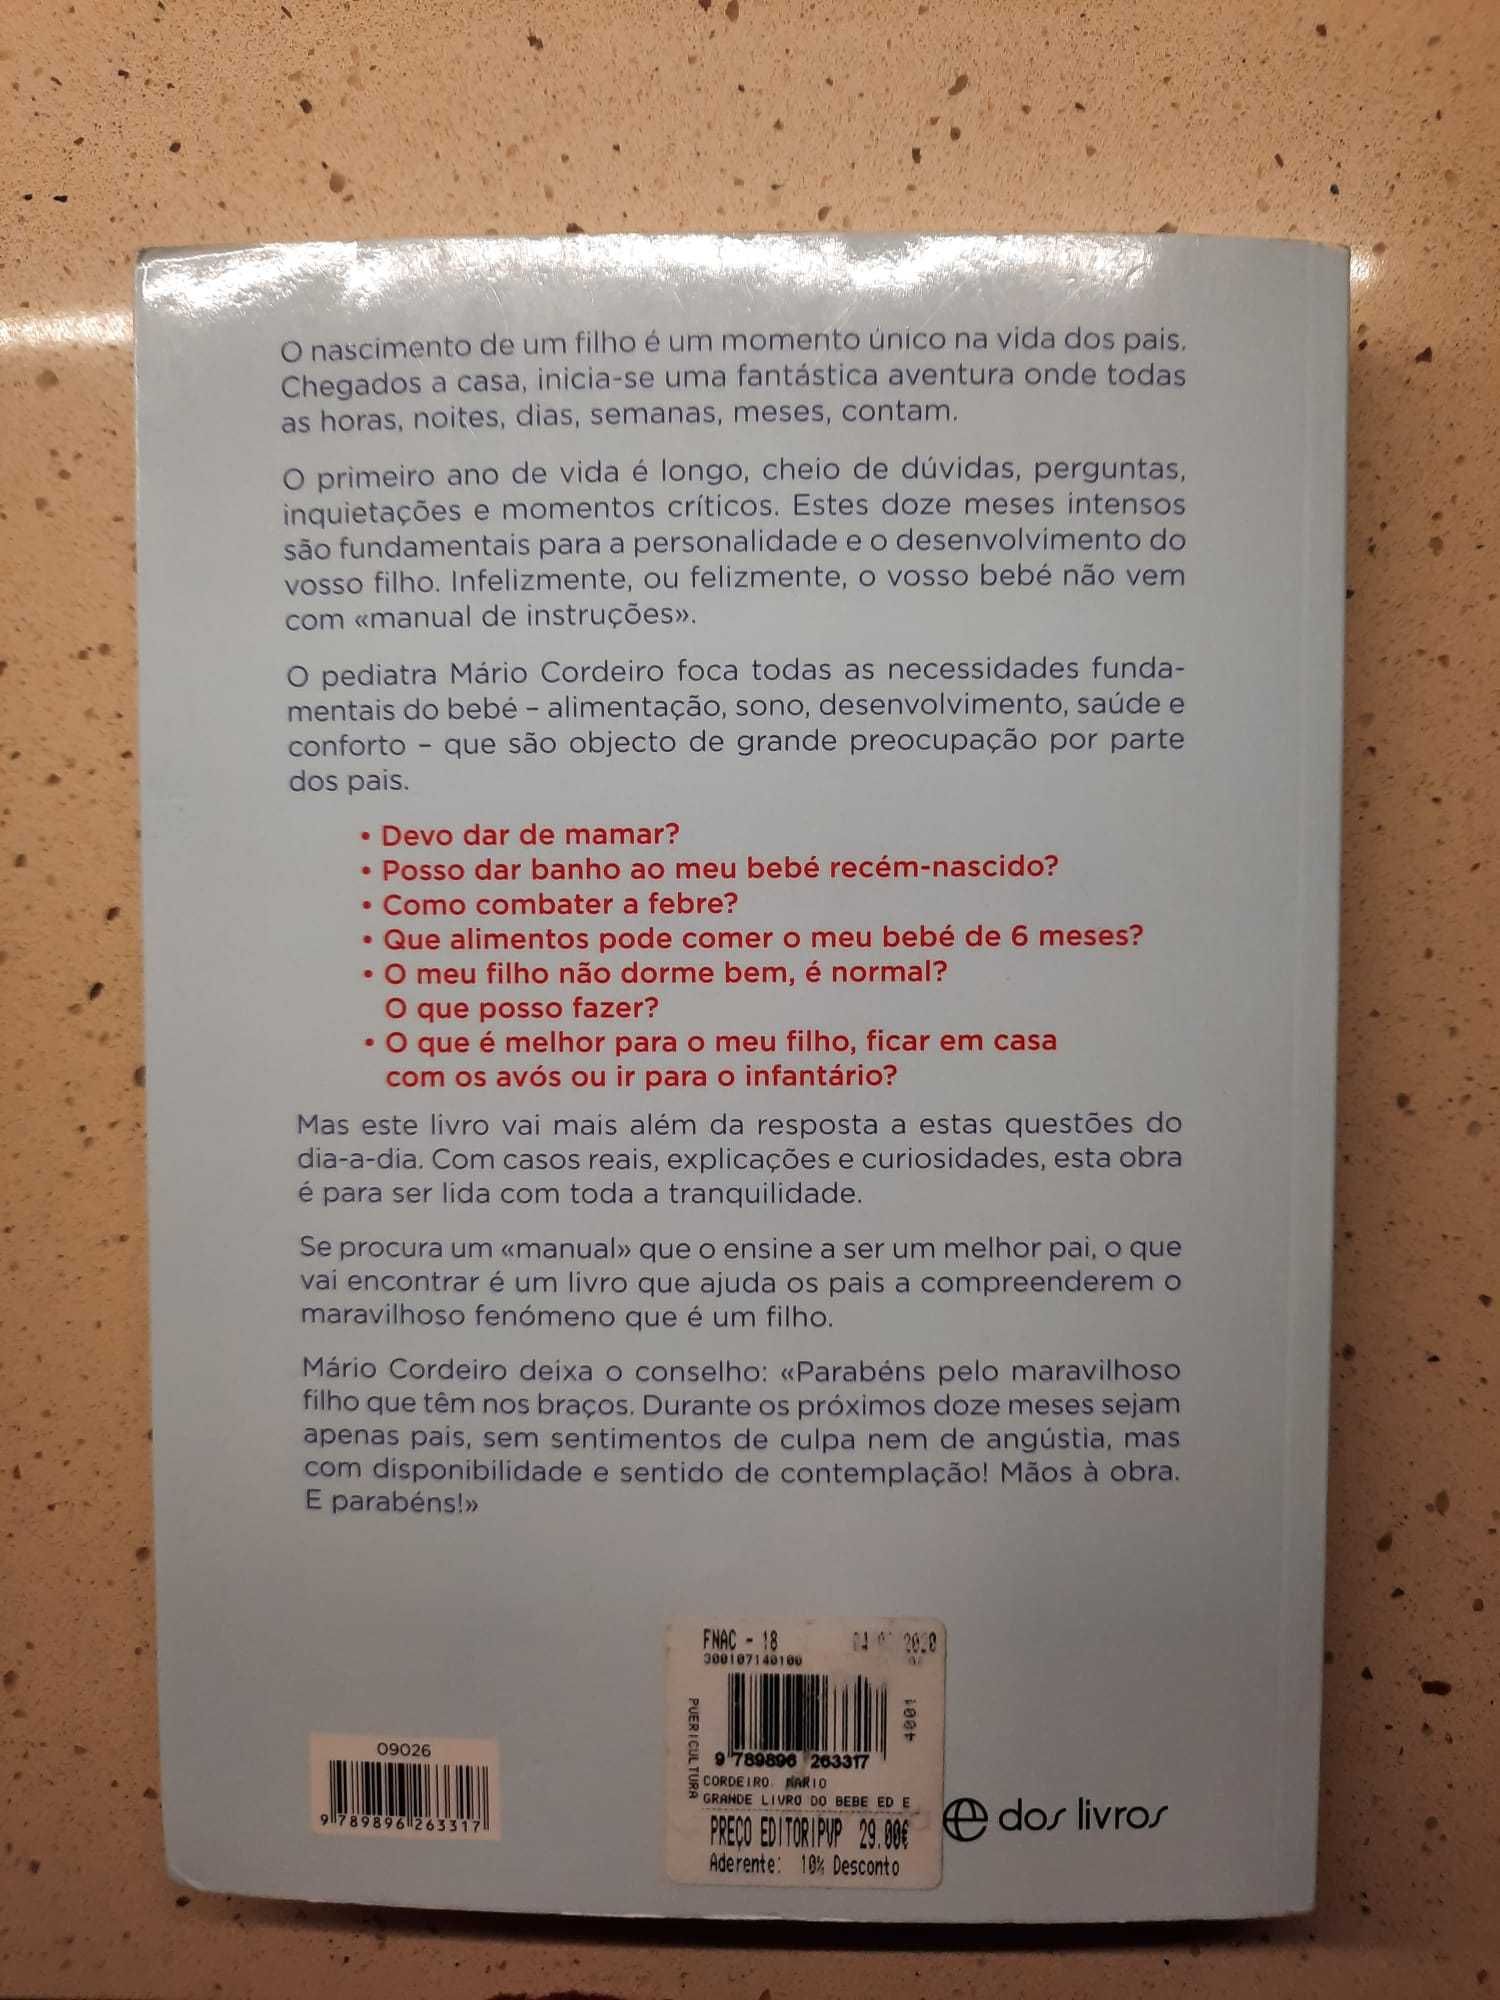 O nascimento de um filho é um momento único na vida dos pais.
Chegados a casa, inicia-se uma fantástica aventura onde todas
as horas, noites, dias, semanas, meses, contam.
O primeiro ano de vida é longo, cheio de dúvidas, perguntas,
inquietações e momentos críticos. Estes doze meses intensos
são fundamentais para a personalidade e o desenvolvimento do
vosso filho. Infelizmente, ou felizmente, o vosso bebé não vem
com «manual de instruções».
O pediatra Mário Cordeiro foca todas as necessidades funda-
mentais do bebé – alimentação, sono, desenvolvimento, saúde e
conforto – que são objecto de grande preocupação por parte
dos pais.
• Devo dar de mamar?
• Posso dar banho ao meu bebé recém-nascido?
• Como combater a febre?
• Que alimentos pode comer o meu bebé de 6 meses?
• O meu filho não dorme bem, é normal?
O que posso fazer?
• O que é melhor para o meu filho, ficar em casa
com os avós ou ir para o infantário?
Mas este livro vai mais além da resposta a estas questões do
dia-a-dia. Com casos reais, explicações e curiosidades, esta obra
é para ser lida com toda a tranquilidade.
Se procura um «manual» que o ensine a ser um melhor pai, o que
vai encontrar é um livro que ajuda os pais a compreenderem o
maravilhoso fenómeno que é um filho.
Mário Cordeiro deixa o conselho: «Parabéns pelo maravilhoso
filho que têm nos braços. Durante os próximos doze meses sejam
apenas pais, sem sentimentos de culpa nem de angústia, mas
com disponibilidade e sentido de contemplação! Mãos à obra.
E parabéns!»
FNAC - 18 2020
300107140100
PUERICULTURA
4001
9 789896 263317
CORDEIRO, MARIO
GRANDE LIVRO DO BEBE ED E
PREÇO EDITOR|PVP 29.00€
Aderente: 10% Desconto
09026
9 789896 263317
e dos livros